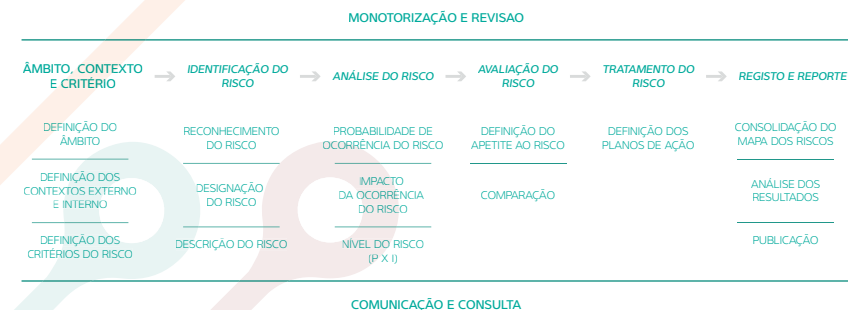 MONOTORIZAÇÃO E REVISAO
ÂMBITO, CONTEXTO
E CRITÉRIO
IDENTIFICAÇÃO DO
RISCO
ANÁLISE DO RISCO
AVALIAÇÃO DO
RISCO
TRATAMENTO DO
RISCO
REGISTO E REPORTE
DEFINIÇÃO DO
ÂMBITO
DEFINIÇÃO DOS
CONTEXTOS EXTERNO
E INTERNO
DEFINIÇÃO DOS
CRITÉRIOS DO RISCO
RECONHECIMENTO
DO RISCO
DESIGNAÇÃO
DO RISCO
DESCRIÇÃO DO RISCO
PROBABILIDADE DE
OCORRÊNCIA DO RISCO
IMPACTO
DA OCORRÊNCIA
DO RISCO
NÍVEL DO RISCO
(P X I)
DEFINIÇÃO DO
APETITE AO RISCO
COMPARAÇÃO
DEFINIÇÃO DOS
PLANOS DE AÇÃO
CONSOLIDAÇÃO DO
MAPA DOS RISCOS
ANÁLISE DOS
RESULTADOS
PUBLICAÇÃO
COMUNICAÇÃO E CONSULTA